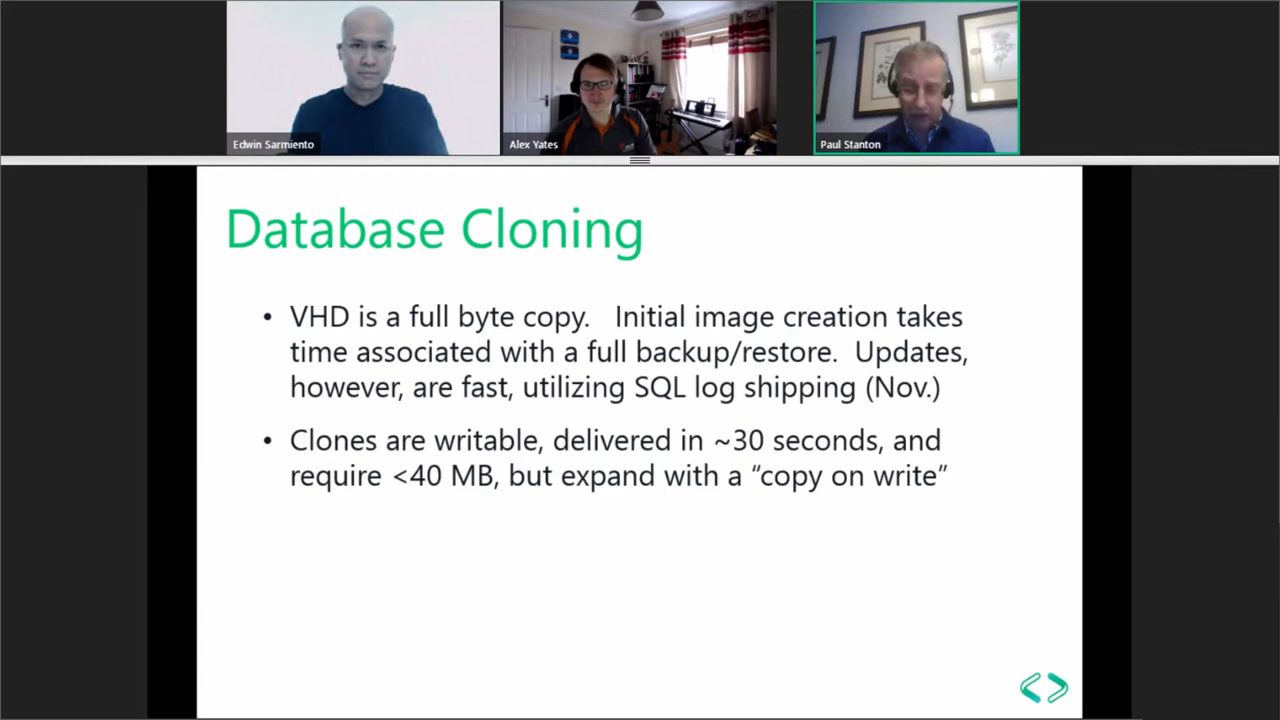 Edwin Sarmiento
Alex Yates
Paul Stanton
Database Cloning
• VHD is a full byte copy.   Initial image creation takes
time associated with a full backup/restore.  Updates,
however, are fast, utilizing SQL log shipping (Nov.)
• Clones are writable, delivered in ~30 seconds, and
require <40 MB, but expand with a “copy on write”